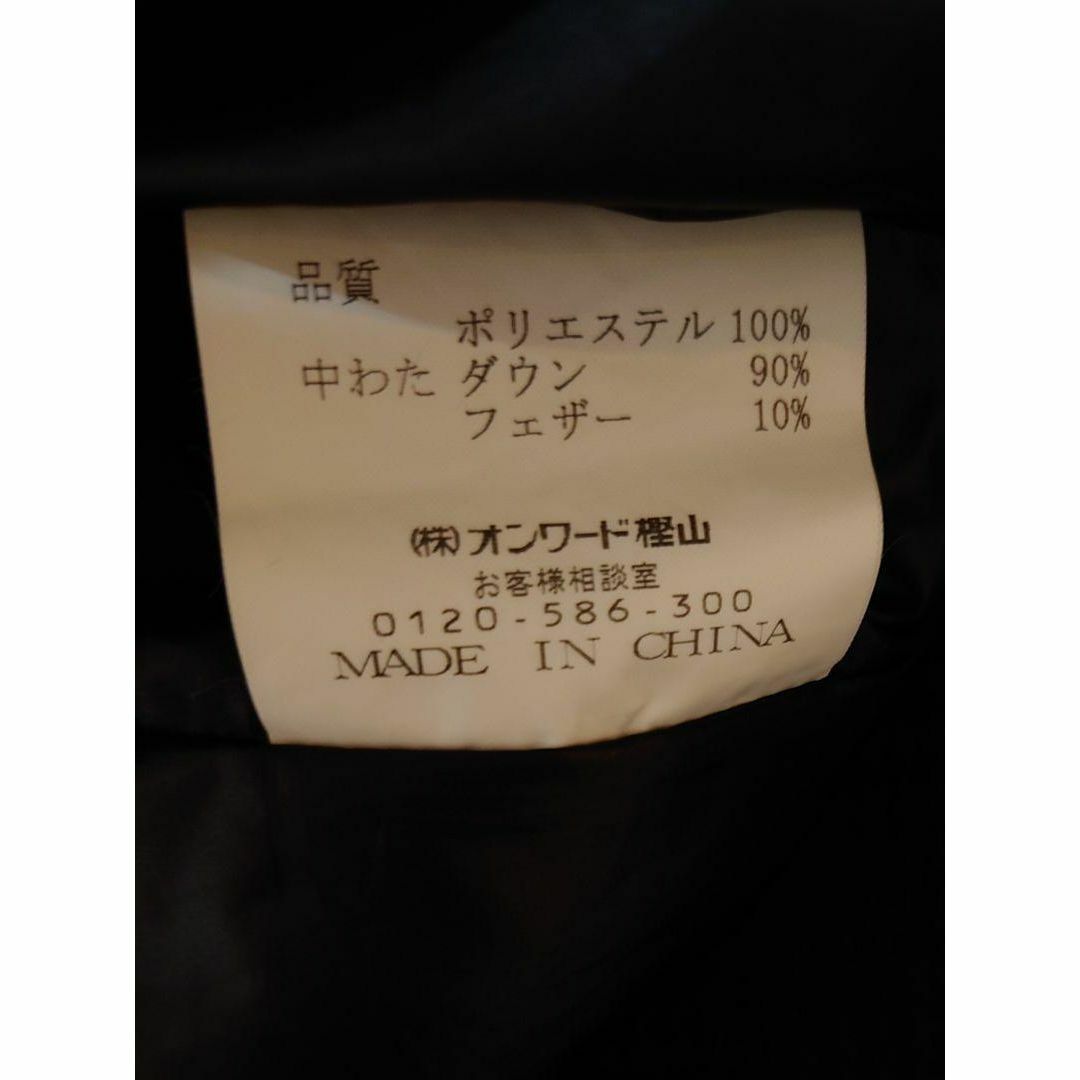 品質
ポリエステル 100%
中わた ダウン 90%
フェザー 10%
(株)オンワード樫山
お客様相談室
0120-586-300
MADE IN CHINA